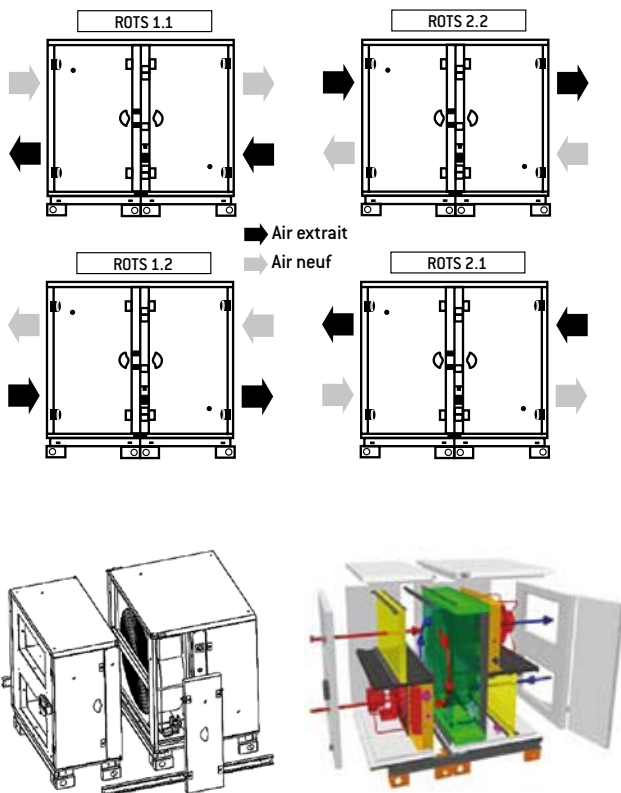 ROTS 1.1
ROTS 2.2
Air extrait
Air neuf
ROTS 1.2
ROTS 2.1